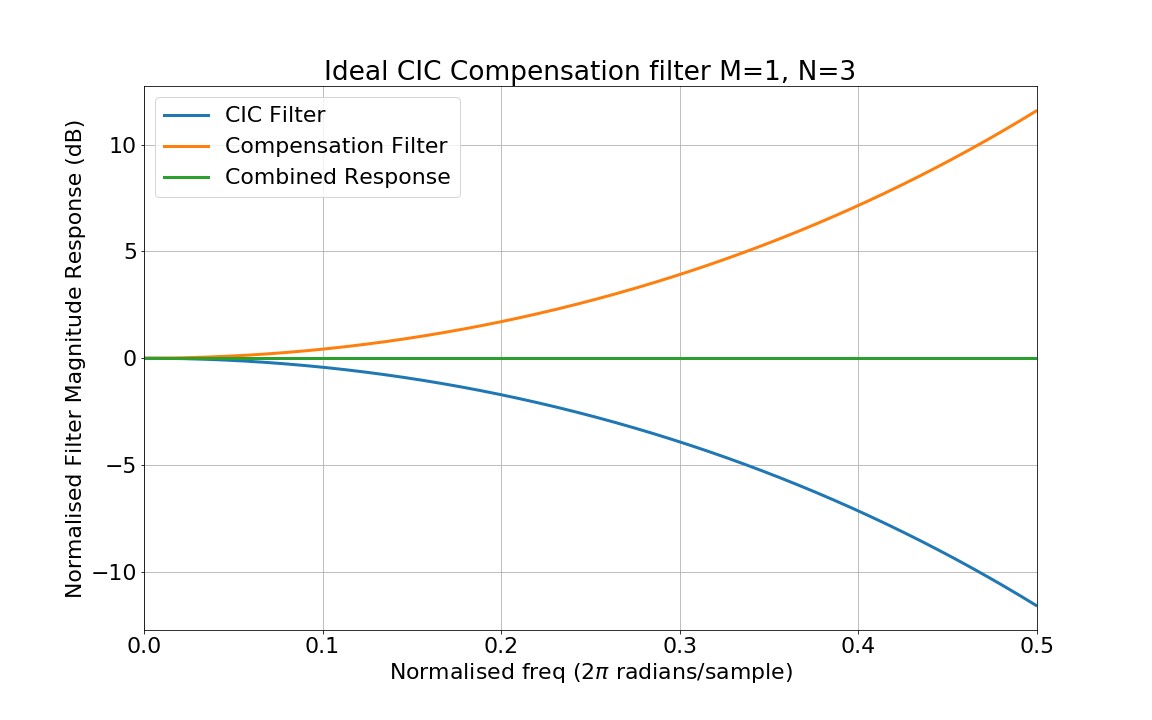 Ideal CIC Compensation filter M=1, N=3
CIC Filter
Compensation Filter
Combined Response
Normalised Filter Magnitude Response (dB)
10
5
0
−5
−10
0.0 0.1 0.2 0.3 0.4 0.5
Normalised freq (2π radians/sample)